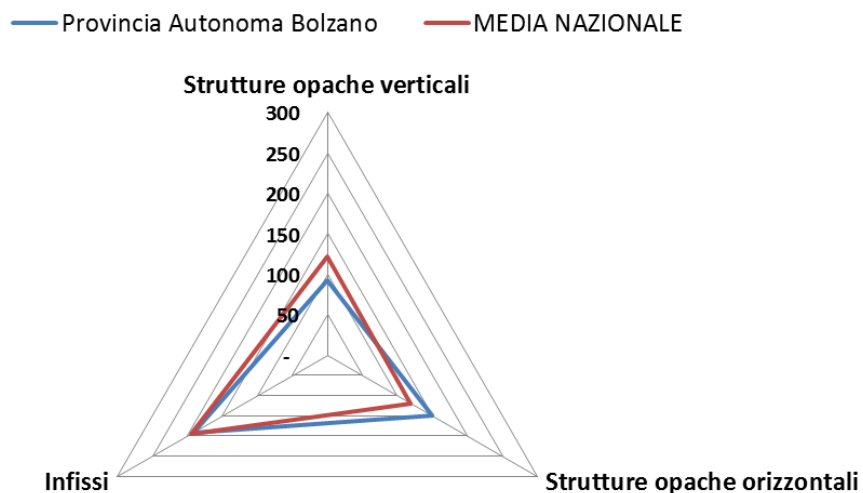 Provincia Autonoma Bolzano MEDIA NAZIONALE
Strutture opache verticali
300
250
200
150
100
50
-
Infissi
Strutture opache orizzontali